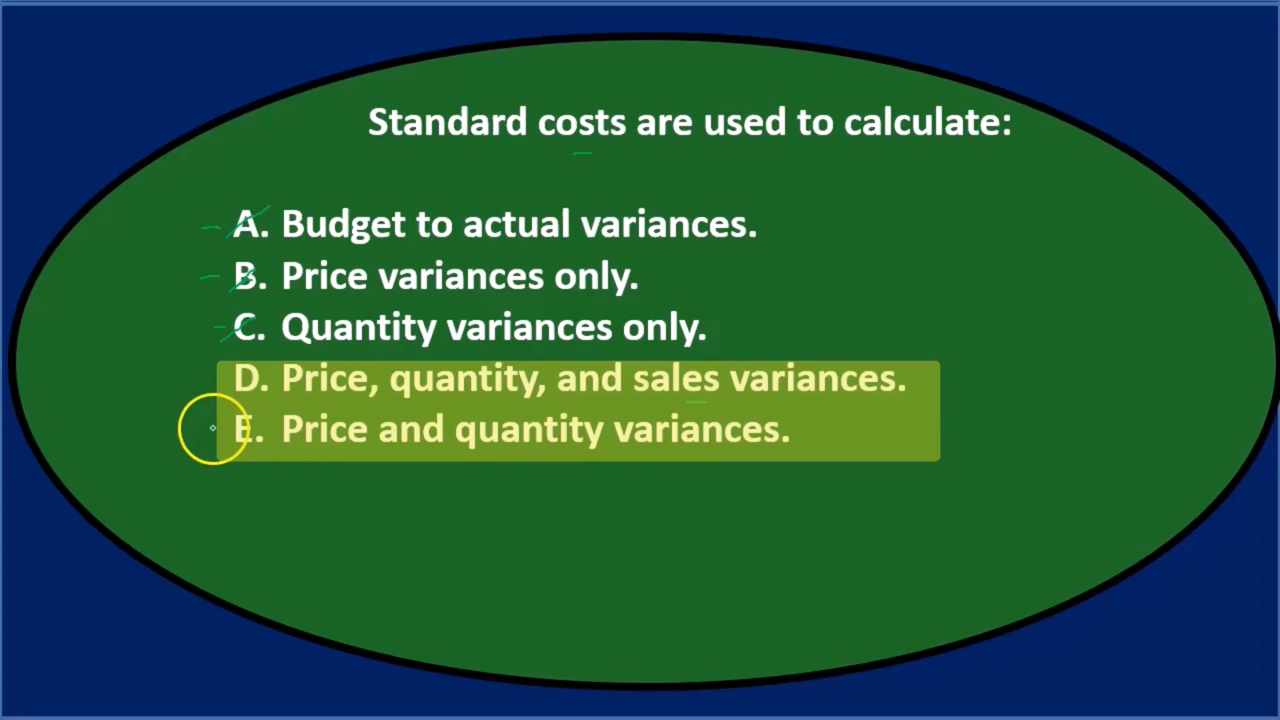 Standard costs are used to calculate:
A. Budget to actual variances.
B. Price variances only.
C. Quantity variances only.
D. Price, quantity, and sales variances.
E. Price and quantity variances.